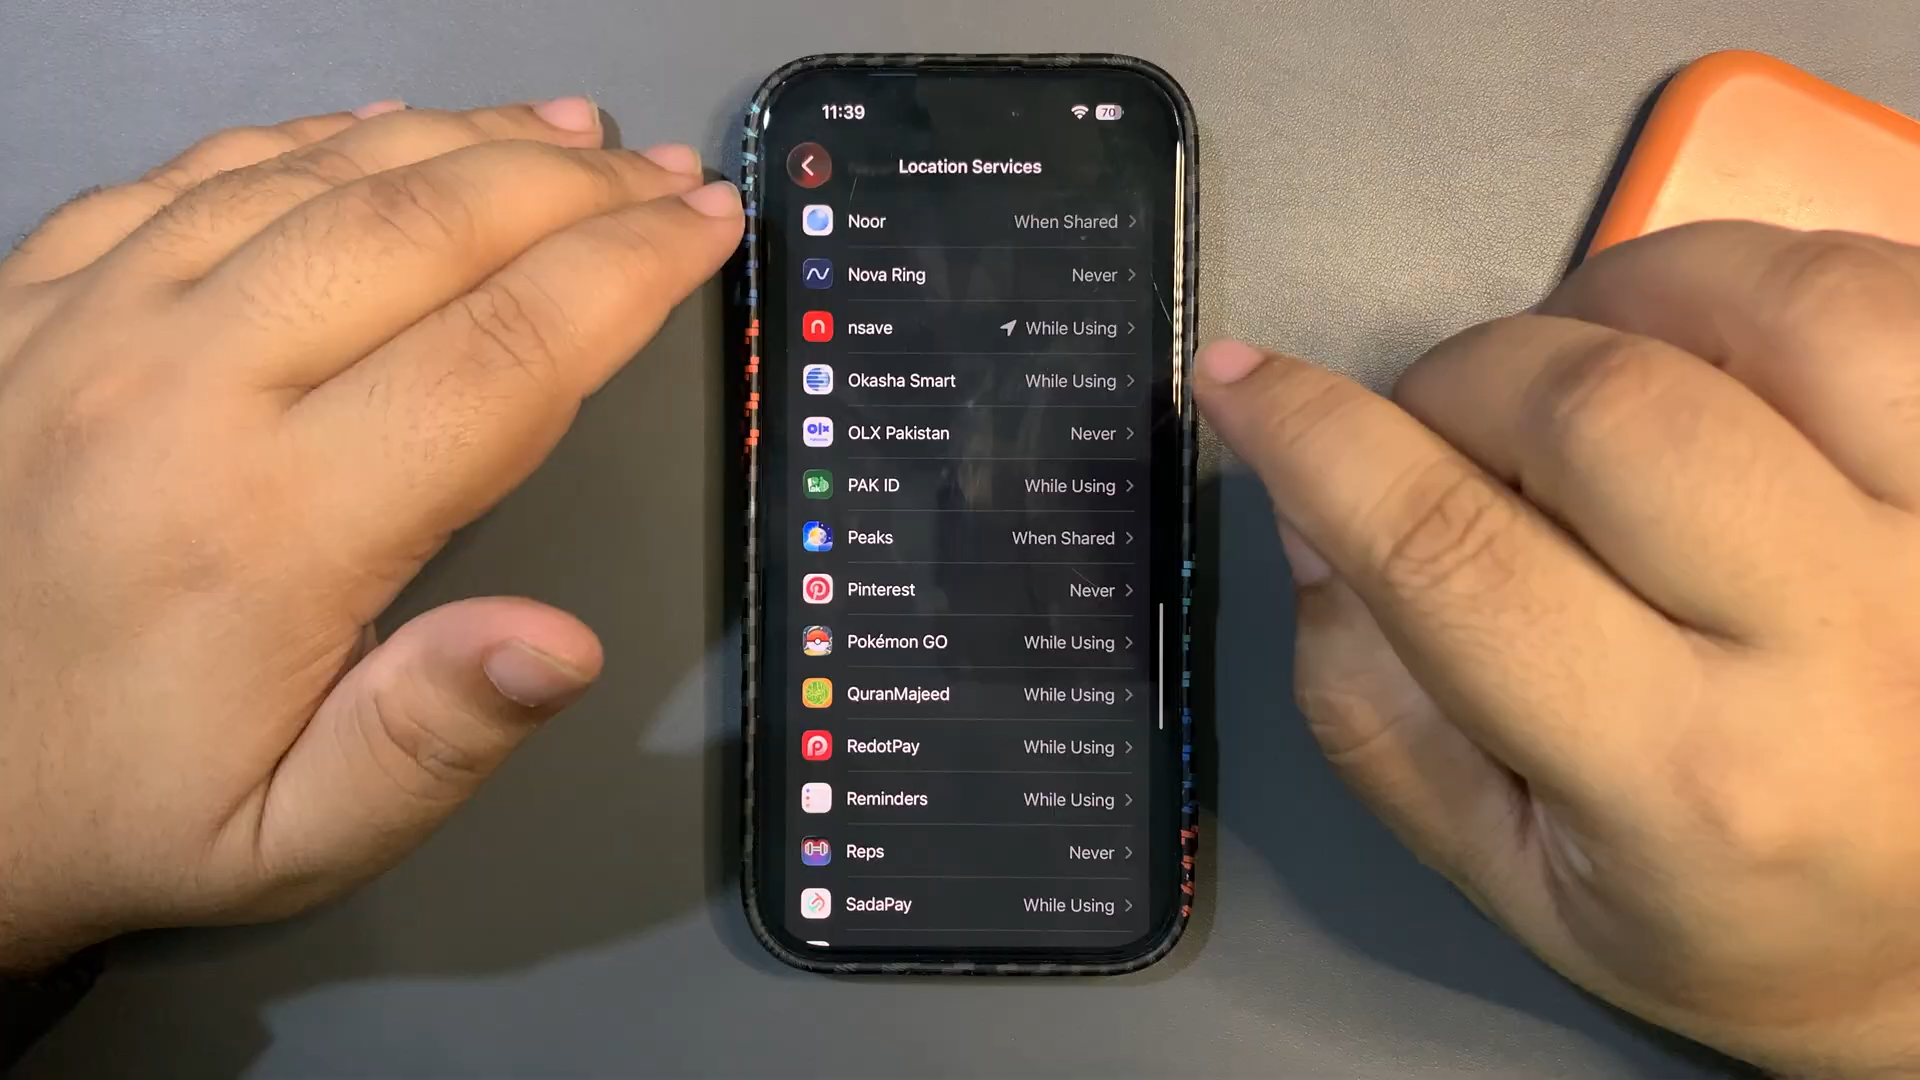 11:39
70
Location Services
Noor When Shared
Nova Ring Never
nsave While Using
Okasha Smart While Using
OLX Pakistan Never
PAK ID While Using
Peaks When Shared
Pinterest Never
Pokémon GO While Using
QuranMajeed While Using
RedotPay While Using
Reminders While Using
Reps Never
SadaPay While Using